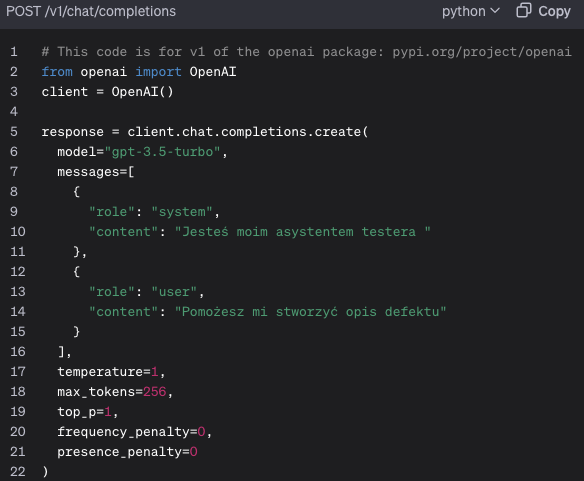 POST /v1/chat/completions
python
Copy
1 # This code is for v1 of the openai package: pypi.org/project/openai
2 from openai import OpenAI
3 client = OpenAI()
4
5 response = client.chat.completions.create(
6   model="gpt-3.5-turbo",
7   messages=[
8     {
9       "role": "system",
10       "content": "Jesteś moim asystentem testera "
11     },
12     {
13       "role": "user",
14       "content": "Pomożesz mi stworzyć opis defektu"
15     }
16   ],
17   temperature=1,
18   max_tokens=256,
19   top_p=1,
20   frequency_penalty=0,
21   presence_penalty=0
22 )